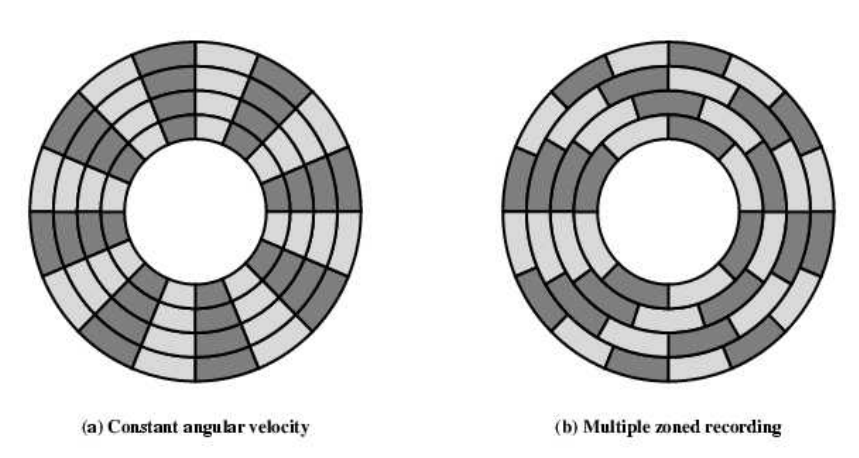 (a) Constant angular velocity
(b) Multiple zoned recording